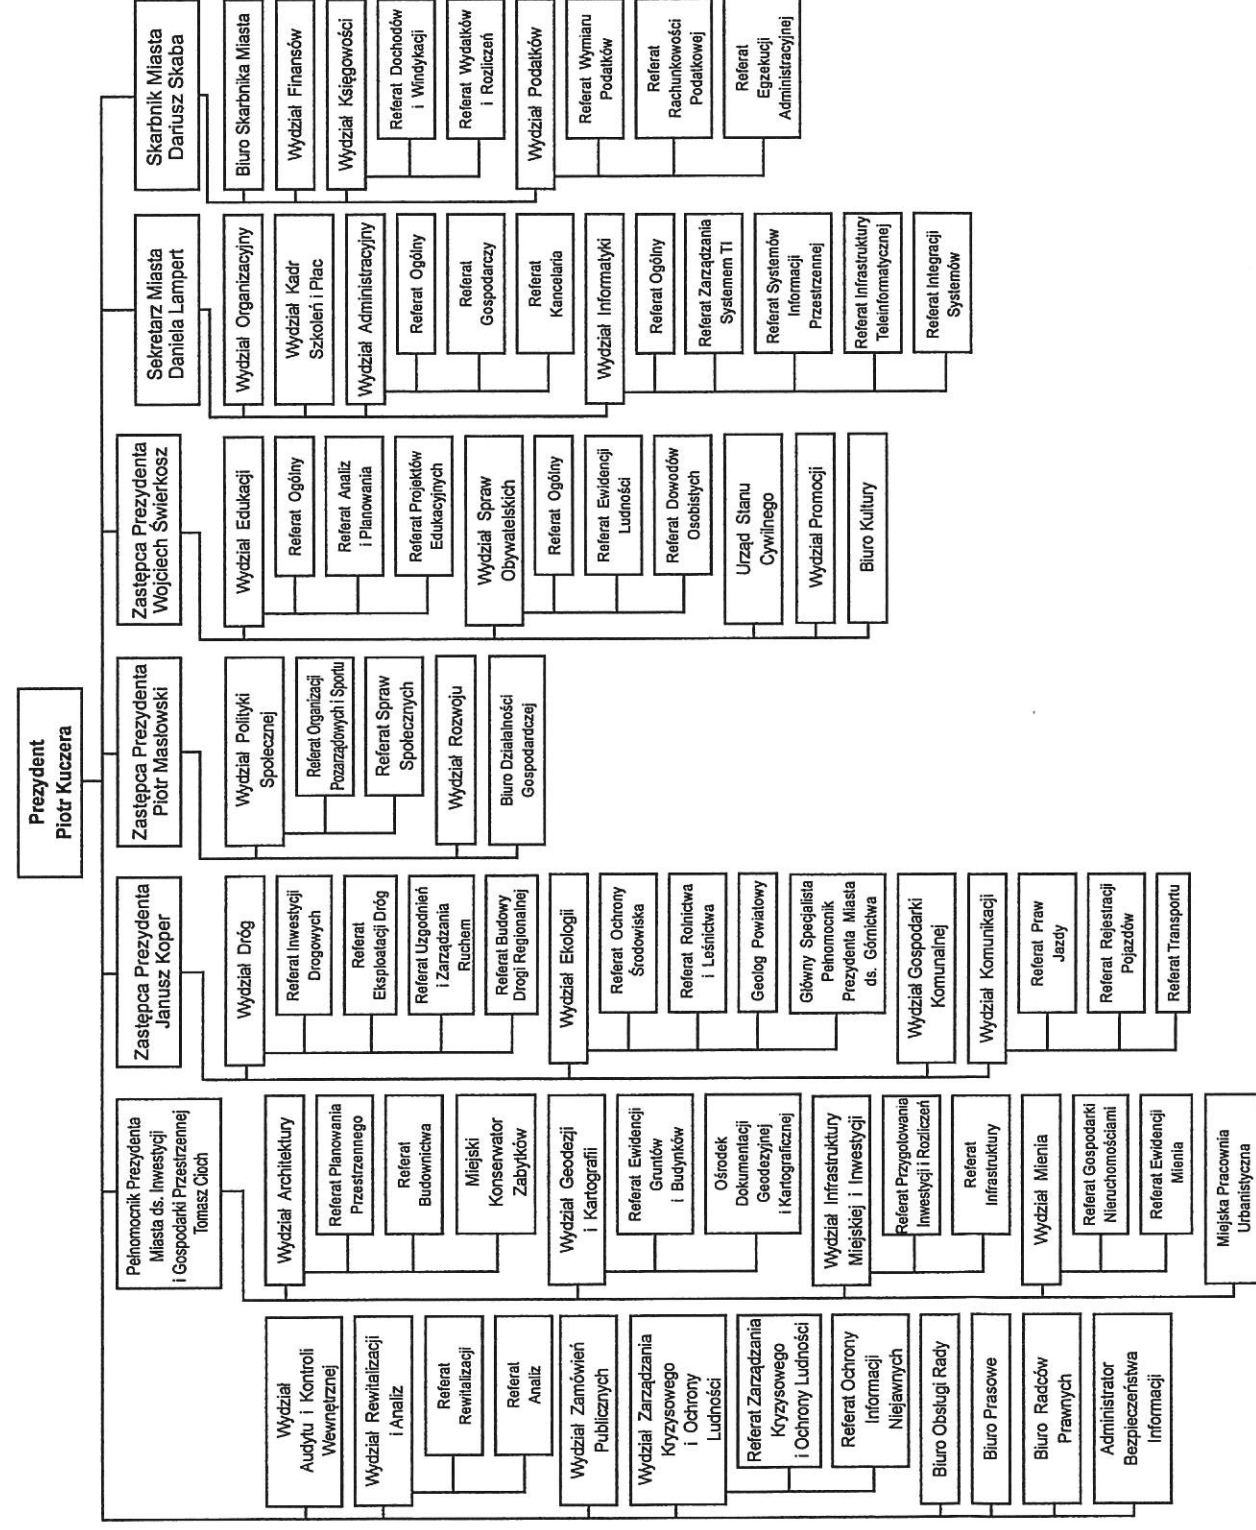 Prezydent
Piotr Kuczera
Wydział
Audytu i Kontroli
Wewnętrznej
Wydział Rewitalizacji
i Analiz
Referat
Rewitalizacji
Referat
Analiz
Wydział Zamówień
Publicznych
Wydział Zarządzania
Kryzysowego
i Ochrony
Ludności
Referat Zarządzania
Kryzysowego
i Ochrony Ludności
Referat Ochrony
Informacji
Niejawnych
Biuro Obsługi Rady
Biuro Prasowe
Biuro Radców
Prawnych
Administrator
Bezpieczeństwa
Informacji
Pełnomocnik Prezydenta
Miasta ds. Inwestycji
i Gospodarki Przestrzennej
Tomasz Cioch
Wydział Architektury
Referat Planowania
Przestrzennego
Referat
Budownictwa
Miejski
Konserwator
Zabytków
Wydział Geodezji
i Kartografii
Referat Ewidencji
Gruntów
i Budynków
Ośrodek
Dokumentacji
Geodezyjnej
i Kartograficznej
Wydział Infrastruktury
Miejskiej i Inwestycji
Referat Przygotowania
Inwestycji i Rozliczeń
Referat
Infrastruktury
Wydział Mienia
Referat Gospodarki
Nieruchomościami
Referat Ewidencji
Mienia
Miejska Pracownia
Urbanistyczna
Zastępca Prezydenta
Janusz Koper
Wydział Dróg
Referat Inwestycji
Drogowych
Referat
Eksploatacji Dróg
Referat Uzgodnień
i Zarządzania
Ruchem
Referat Budowy
Drogi Regionalnej
Wydział Ekologii
Referat Ochrony
Środowiska
Referat Rolnictwa
i Leśnictwa
Geolog Powiatowy
Główny Specjalista
Pełnomocnik
Prezydenta Miasta
ds. Górnictwa
Wydział Gospodarki
Komunalnej
Wydział Komunikacji
Referat Praw
Jazdy
Referat Rejestracji
Pojazdów
Referat Transportu
Zastępca Prezydenta
Piotr Masłowski
Wydział Polityki
Społecznej
Referat Organizacji
Pozarządowych i Sportu
Referat Spraw
Społecznych
Wydział Rozwoju
Biuro Działalności
Gospodardczej
Zastępca Prezydenta
Wojciech Świerkosz
Wydział Edukacji
Referat Ogólny
Referat Analiz
i Planowania
Referat Projektów
Edukacyjnych
Wydział Spraw
Obywatelskich
Referat Ogólny
Referat Ewidencji
Ludności
Referat Dowodów
Osobistych
Urząd Stanu
Cywilnego
Wydział Promocji
Biuro Kultury
Sekretarz Miasta
Daniela Lampert
Wydział Organizacyjny
Wydział Kadr
Szkoleń i Płac
Wydział Administracyjny
Referat Ogólny
Referat
Gospodarczy
Referat
Kancelaria
Wydział Informatyki
Referat Ogólny
Referat Zarządzania
Systemem TI
Referat Systemów
Informacji
Przestrzennej
Referat Infrastruktury
Teleinformatycznej
Referat Integracji
Systemów
Skarbnik Miasta
Dariusz Skaba
Biuro Skarbnika Miasta
Wydział Finansów
Wydział Księgowości
Referat Dochodów
i Windykacji
Referat Wydatków
i Rozliczeń
Wydział Podatków
Referat Wymiaru
Podatków
Referat
Rachunkowości
Podatkowej
Referat
Egzekucji
Administracyjnej